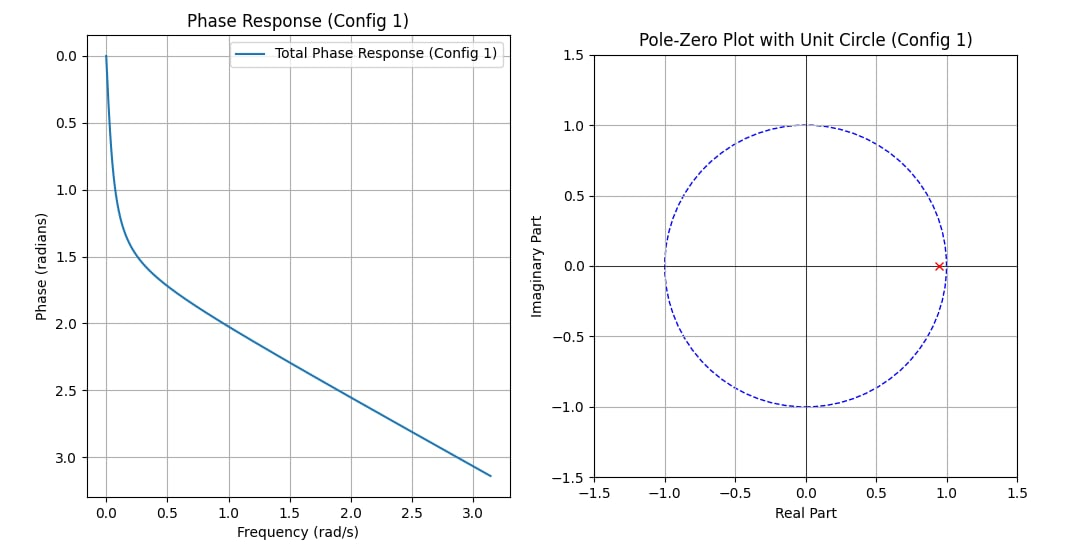 Phase Response (Config 1)
Total Phase Response (Config 1)
Phase (radians)
0.0
0.5
1.0
1.5
2.0
2.5
3.0
0.0 0.5 1.0 1.5 2.0 2.5 3.0
Frequency (rad/s)
Pole-Zero Plot with Unit Circle (Config 1)
Imaginary Part
1.5
1.0
0.5
0.0
−0.5
−1.0
−1.5
−1.5 −1.0 −0.5 0.0 0.5 1.0 1.5
Real Part